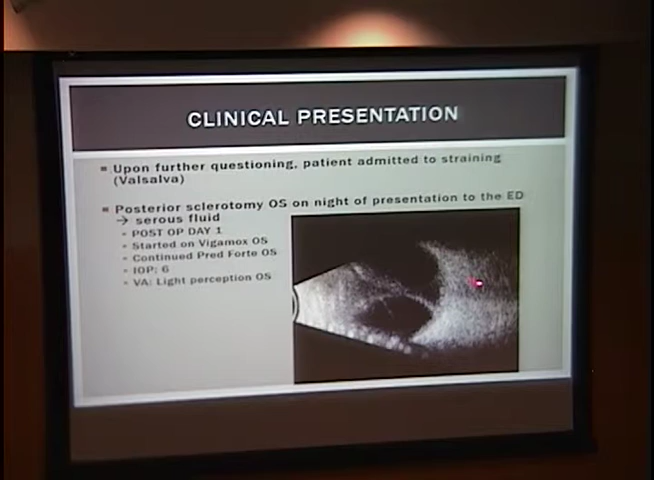 CLINICAL PRESENTATION
Upon further questioning, patient admitted to straining
(Valsalva)
Posterior sclerotomy OS on night of presentation to the ED
→ serous fluid
POST OP DAY 1
Started on Vigamox OS
Continued Pred Forte OS
IOP: 6
VA: Light perception OS